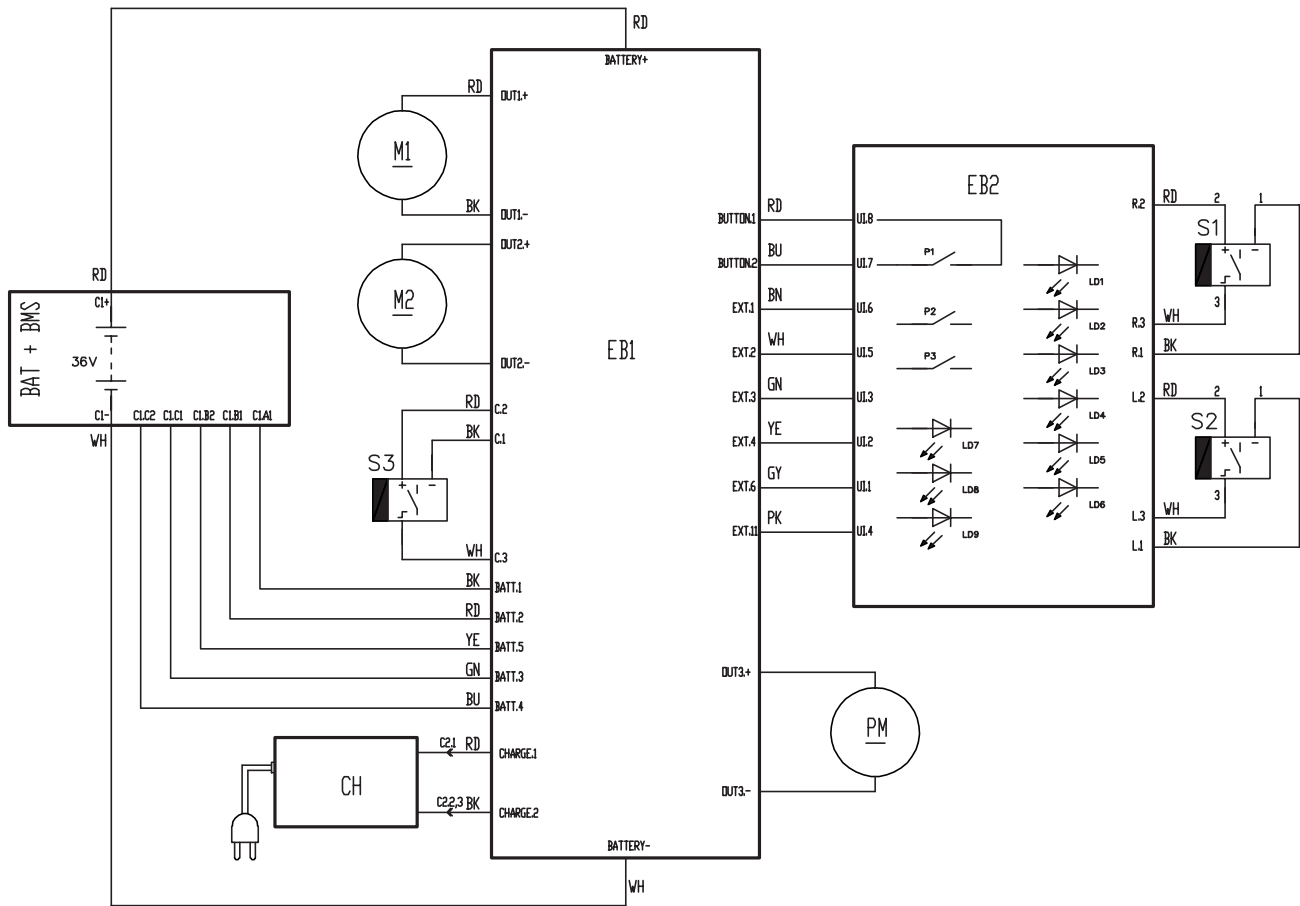 RD
BATTERY+
RD
OUT1.+
M1
BK
OUT1.-
OUT2.+
M2
OUT2.-
EB1
RD
BAT + BMS
C1+
36V
C1-
C1.C2
C1.C1
C1.B2
C1.B1
C1.A1
WH
RD
C.2
BK
C.1
S3
+
-
WH
C.3
BK
BATT.1
RD
BATT.2
YE
BATT.5
GN
BATT.3
BU
BATT.4
C2.1
RD
CHARGE.1
CH
C2.2,3
BK
CHARGE.2
BATTERY-
WH
BUTTON.1
RD
UI.8
BUTTON.2
BU
UI.7
EXT.1
BN
UI.6
EXT.2
WH
UI.5
EXT.3
GN
UI.3
EXT.4
YE
UI.2
EXT.6
GY
UI.1
EXT.11
PK
UI.4
EB2
P1
P2
P3
LD1
LD2
LD3
LD4
LD5
LD6
LD7
LD8
LD9
R.2
RD
2
1
S1
+
-
3
R.3
WH
R.1
BK
L.2
RD
2
1
S2
+
-
3
L.3
WH
L.1
BK
OUT3.+
PM
OUT3.-